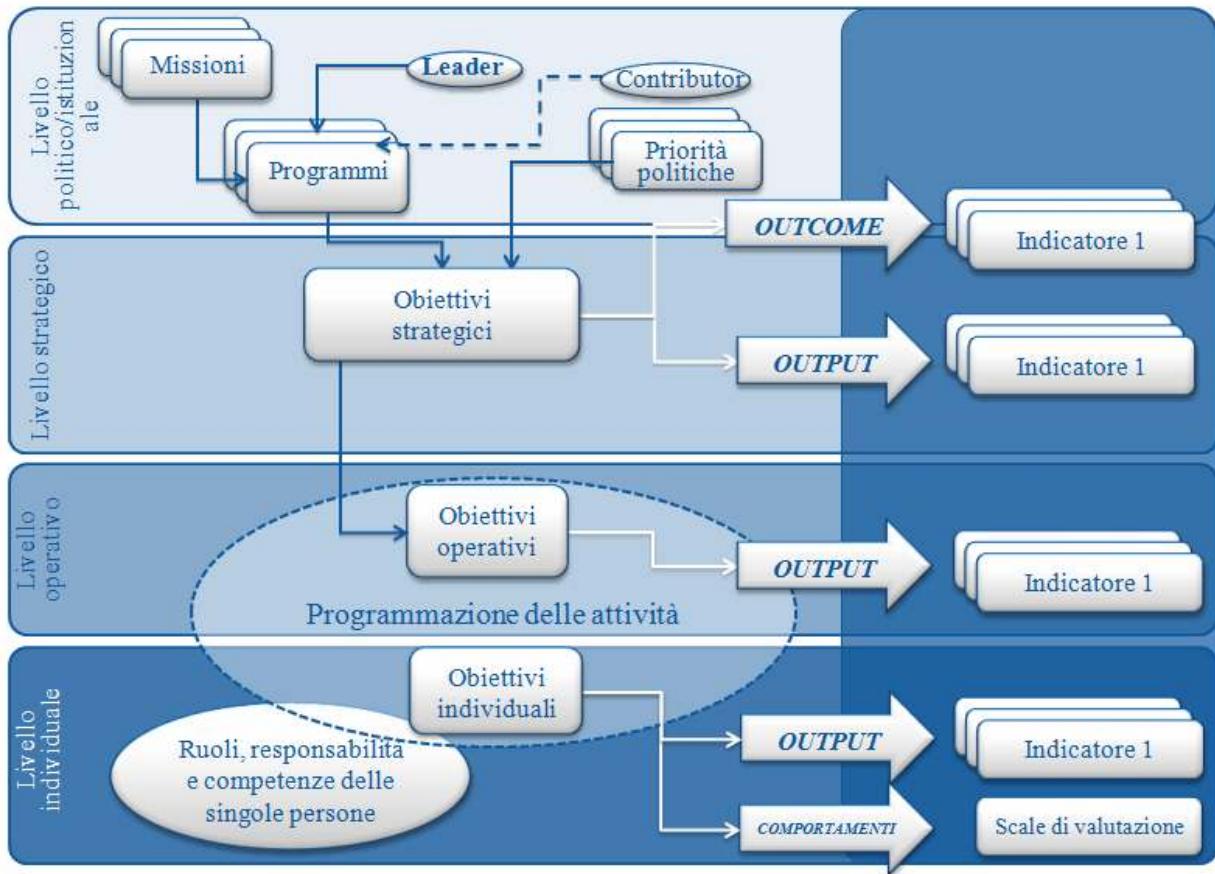 Livello
politico/istituzion
ale
Missioni
Leader
Contributor
Programmi
Priorità
politiche
OUTCOME
Indicatore 1
Livello strategico
Obiettivi
strategici
OUTPUT
Indicatore 1
Livello
operativo
Obiettivi
operativi
OUTPUT
Indicatore 1
Programmazione delle attività
Livello
individuale
Obiettivi
individuali
Ruoli, responsabilità
e competenze delle
singole persone
OUTPUT
Indicatore 1
COMPORTAMENTI
Scale di valutazione